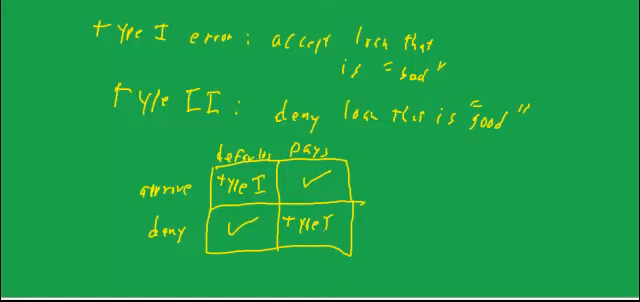 type I error: accept loan that
is "bad"
type II: deny loan that is "good"
defaults pays
approve type I ✓
deny ✓ type I